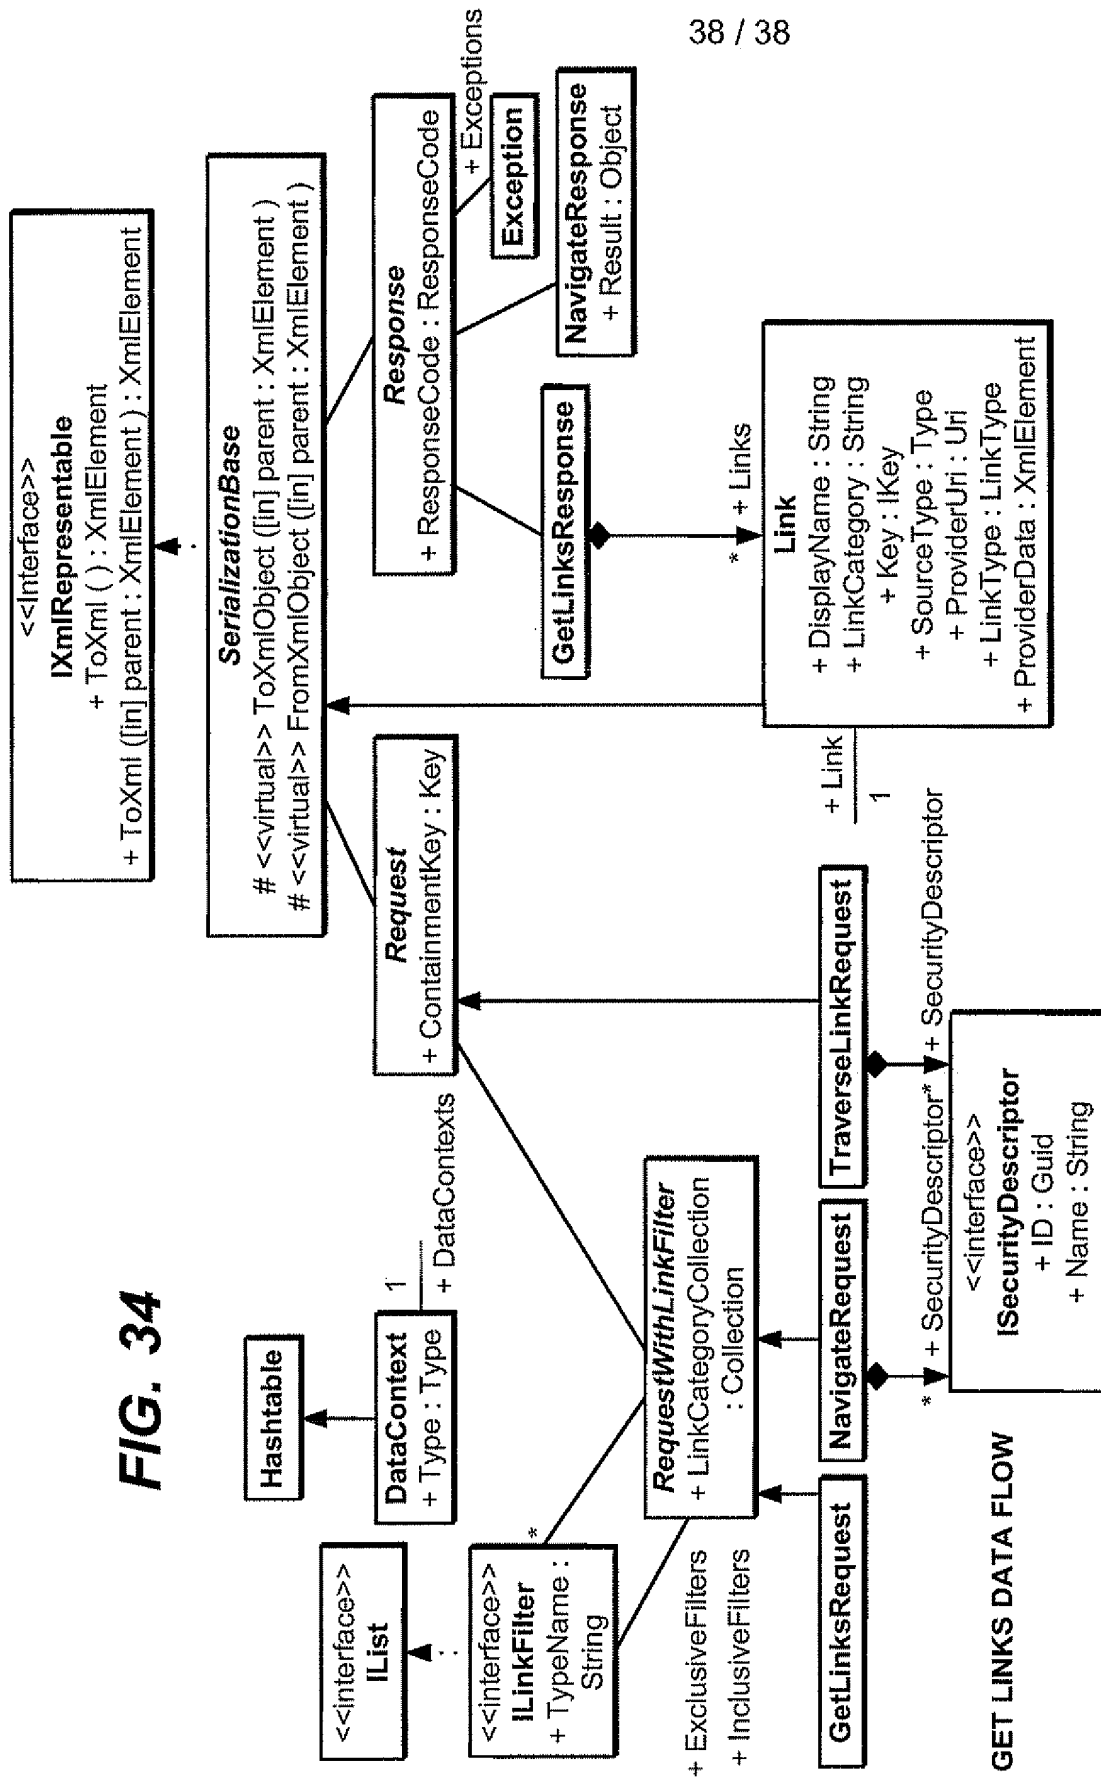 38 / 38
FIG. 34
<<Interface>>
IXmlRepresentable
+ ToXml ( ) : XmlElement
+ ToXml ([in] parent : XmlElement ) : XmlElement
SerializationBase
# <<virtual>> ToXmlObject ([in] parent : XmlElement )
# <<virtual>> FromXmlObject ([in] parent : XmlElement )
Hashtable
DataContext
+ Type : Type
1
+ DataContexts
Request
+ ContainmentKey : Key
Response
+ ResponseCode : ResponseCode
+ Exceptions
Exception
<<interface>>
IList
<<interface>>
ILinkFilter
+ TypeName :
String
*
GetLinksResponse
NavigateResponse
+ Result : Object
RequestWithLinkFilter
+ LinkCategoryCollection
: Collection
+ ExclusiveFilters
+ InclusiveFilters
* + Links
Link
+ DisplayName : String
+ LinkCategory : String
+ Key : IKey
+ SourceType : Type
+ ProviderUri : Uri
+ LinkType : LinkType
+ ProviderData : XmlElement
+ Link
1
GetLinksRequest
NavigateRequest
TraverseLinkRequest
* + SecurityDescriptor
* + SecurityDescriptor
<<interface>>
ISecurityDescriptor
+ ID : Guid
+ Name : String
GET LINKS DATA FLOW